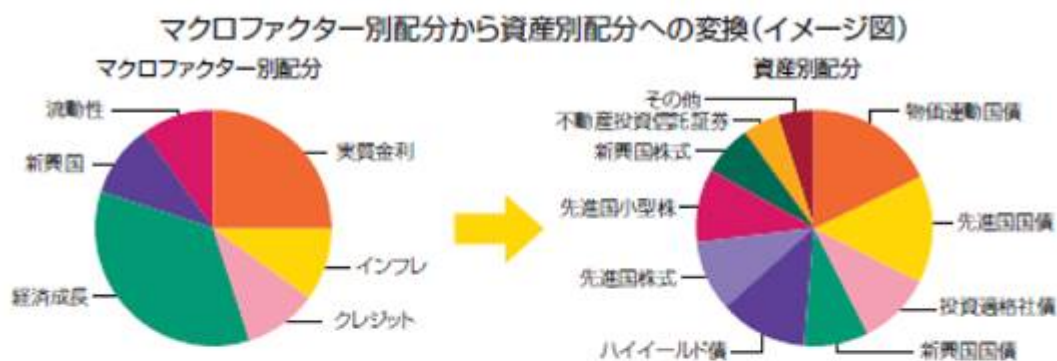 マクロファクター別配分から資産別配分への変換(イメージ図)
マクロファクター別配分
流動性
新興国
経済成長
実質金利
インフレ
クレジット
資産別配分
その他
不動産投資信託証券
新興国株式
先進国小型株
先進国株式
ハイイールド債
物価連動国債
先進国国債
投資適格社債
新興国国債